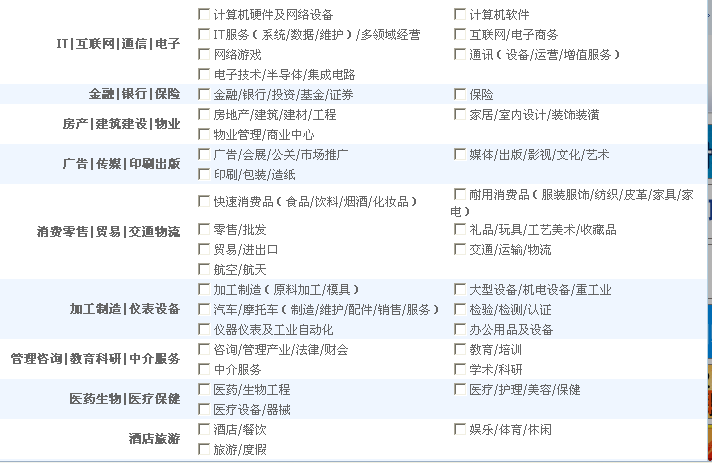 计算机硬件及网络设备 计算机软件
IT服务（系统/数据/维护）/多领域经营 互联网/电子商务
IT|互联网|通信|电子
网络游戏 通讯（设备/运营/增值服务）
电子技术/半导体/集成电路
金融|银行|保险 金融/银行/投资/基金/证券 保险
房地产/建筑/建材/工程 家居/室内设计/装饰装潢
房产|建筑建设|物业
物业管理/商业中心
广告/会展/公关/市场推广 媒体/出版/影视/文化/艺术
广告|传媒|印刷出版
印刷/包装/造纸
快速消费品（食品/饮料/烟酒/化妆品） 耐用消费品（服装服饰/纺织/皮革/家具/家
电）
零售/批发 礼品/玩具/工艺美术/收藏品
消费零售|贸易|交通物流
贸易/进出口 交通/运输/物流
航空/航天
加工制造（原料加工/模具） 大型设备/机电设备/重工业
加工制造|仪表设备 汽车/摩托车（制造/维护/配件/销售/服务） 检验/检测/认证
仪器仪表及工业自动化 办公用品及设备
咨询/管理产业/法律/财会 教育/培训
管理咨询|教育科研|中介服务
中介服务 学术/科研
医药/生物工程 医疗/护理/美容/保健
医药生物|医疗保健
医疗设备/器械
酒店/餐饮 娱乐/体育/休闲
酒店旅游
旅游/度假